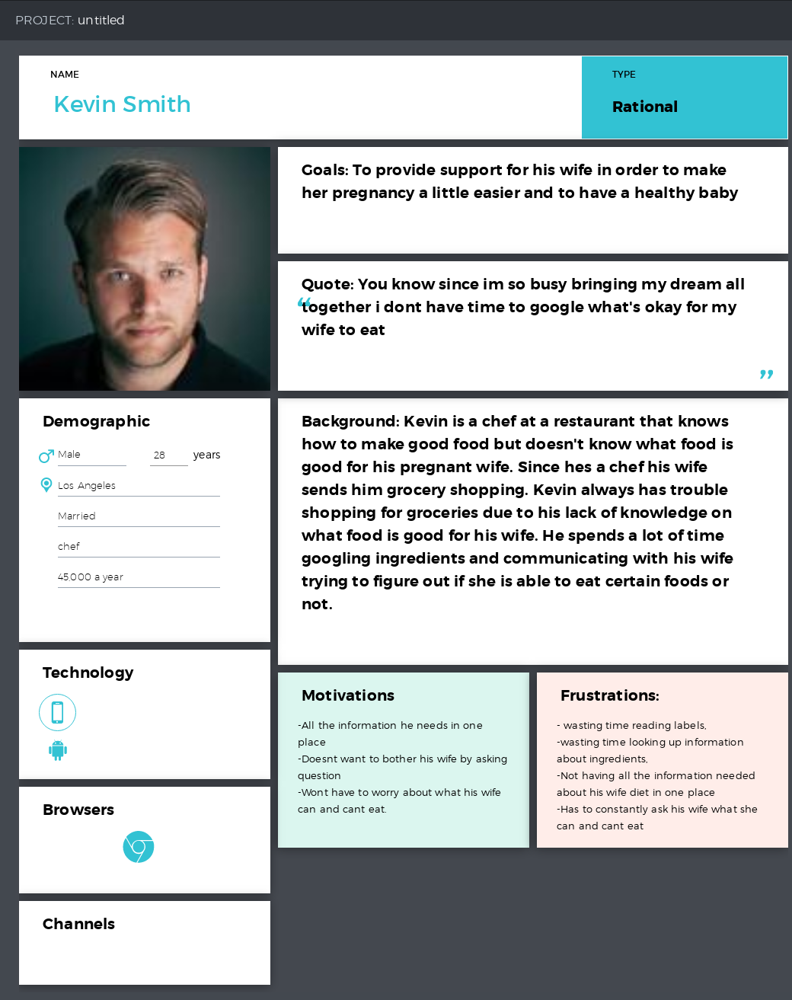 PROJECT: untitled
NAME
Kevin Smith
TYPE
Rational
Goals: To provide support for his wife in order to make
her pregnancy a little easier and to have a healthy baby
“
Quote: You know since im so busy bringing my dream all
together i dont have time to google what's okay for my
wife to eat
”
Demographic
Male 28 years
Los Angeles
Married
chef
45,000 a year
Background: Kevin is a chef at a restaurant that knows
how to make good food but doesn't know what food is
good for his pregnant wife. Since hes a chef his wife
sends him grocery shopping. Kevin always has trouble
shopping for groceries due to his lack of knowledge on
what food is good for his wife. He spends a lot of time
googling ingredients and communicating with his wife
trying to figure out if she is able to eat certain foods or
not.
Technology
Browsers
Channels
Motivations
-All the information he needs in one
place
-Doesnt want to bother his wife by asking
question
-Wont have to worry about what his wife
can and cant eat.
Frustrations:
- wasting time reading labels,
-wasting time looking up information
about ingredients,
-Not having all the information needed
about his wife diet in one place
-Has to constantly ask his wife what she
can and cant eat